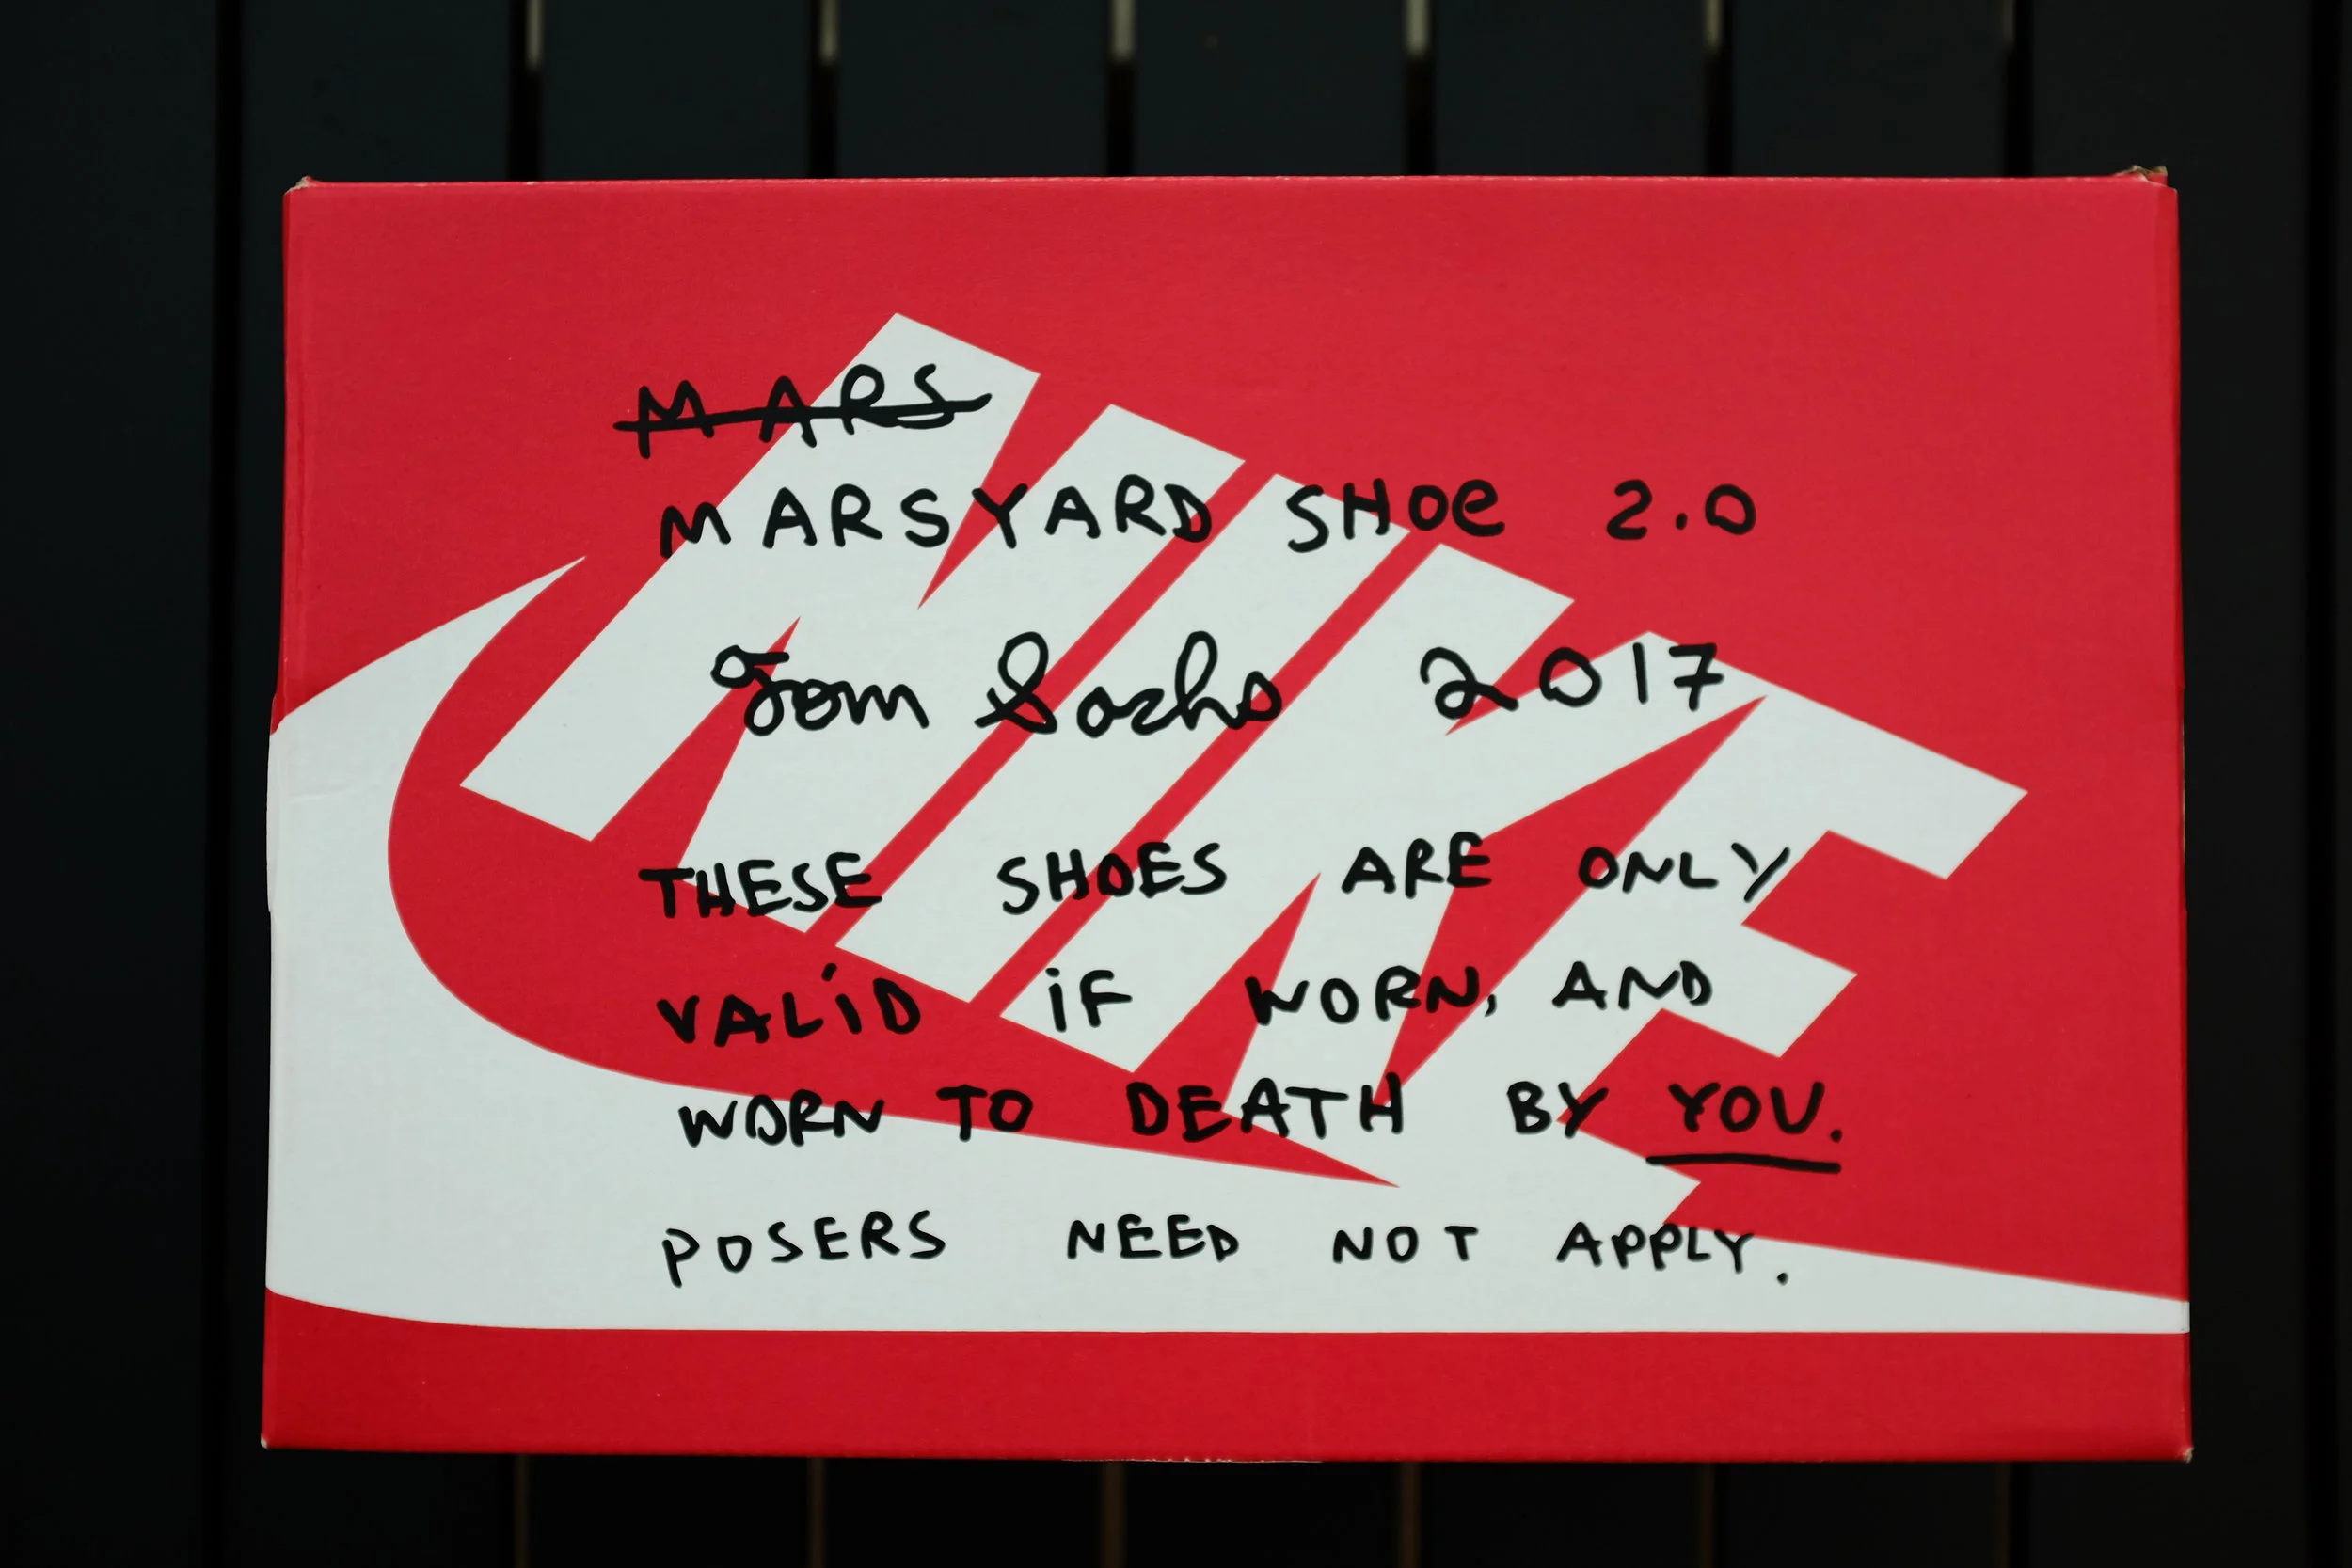 MARS
MARSYARD SHOe 2.0
Tom Sachs 2017
NIKE
THESE SHOES ARE ONLY
VALiD iF WORN, AND
WORN TO DEATH BY YOU.
POSERS NEED NOT APPLY.